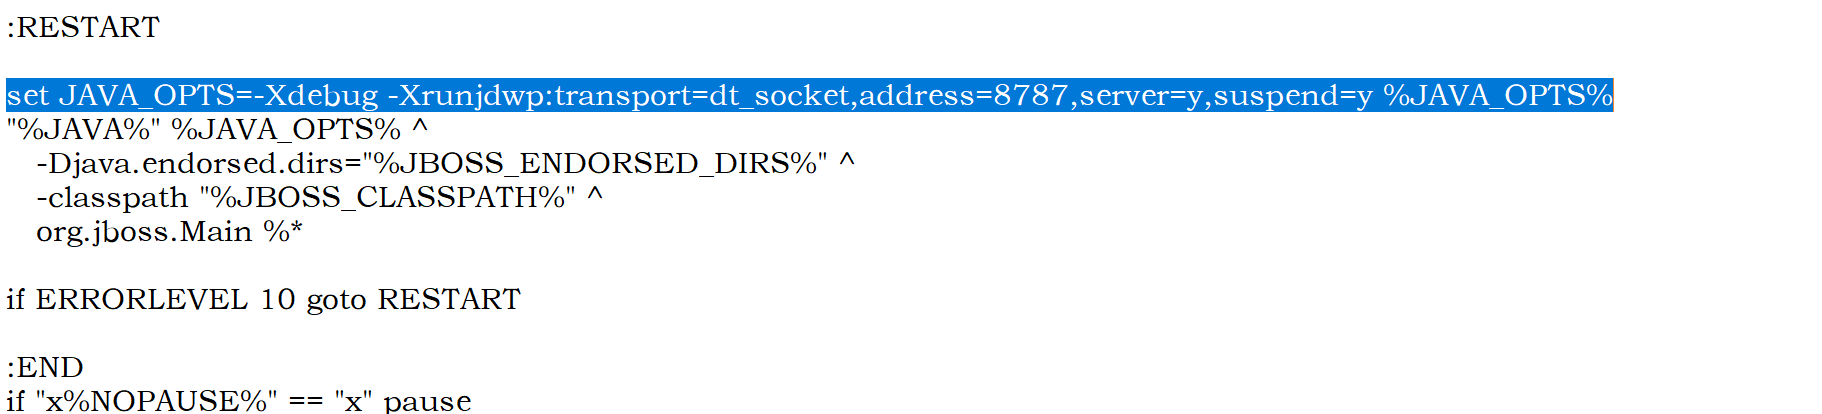 :RESTART
set JAVA_OPTS=-Xdebug -Xrunjdwp:transport=dt_socket,address=8787,server=y,suspend=y %JAVA_OPTS%
"%JAVA%" %JAVA_OPTS% ^
-Djava.endorsed.dirs="%JBOSS_ENDORSED_DIRS%" ^
-classpath "%JBOSS_CLASSPATH%" ^
org.jboss.Main %*
if ERRORLEVEL 10 goto RESTART
:END
if "x%NOPAUSE%" == "x" pause